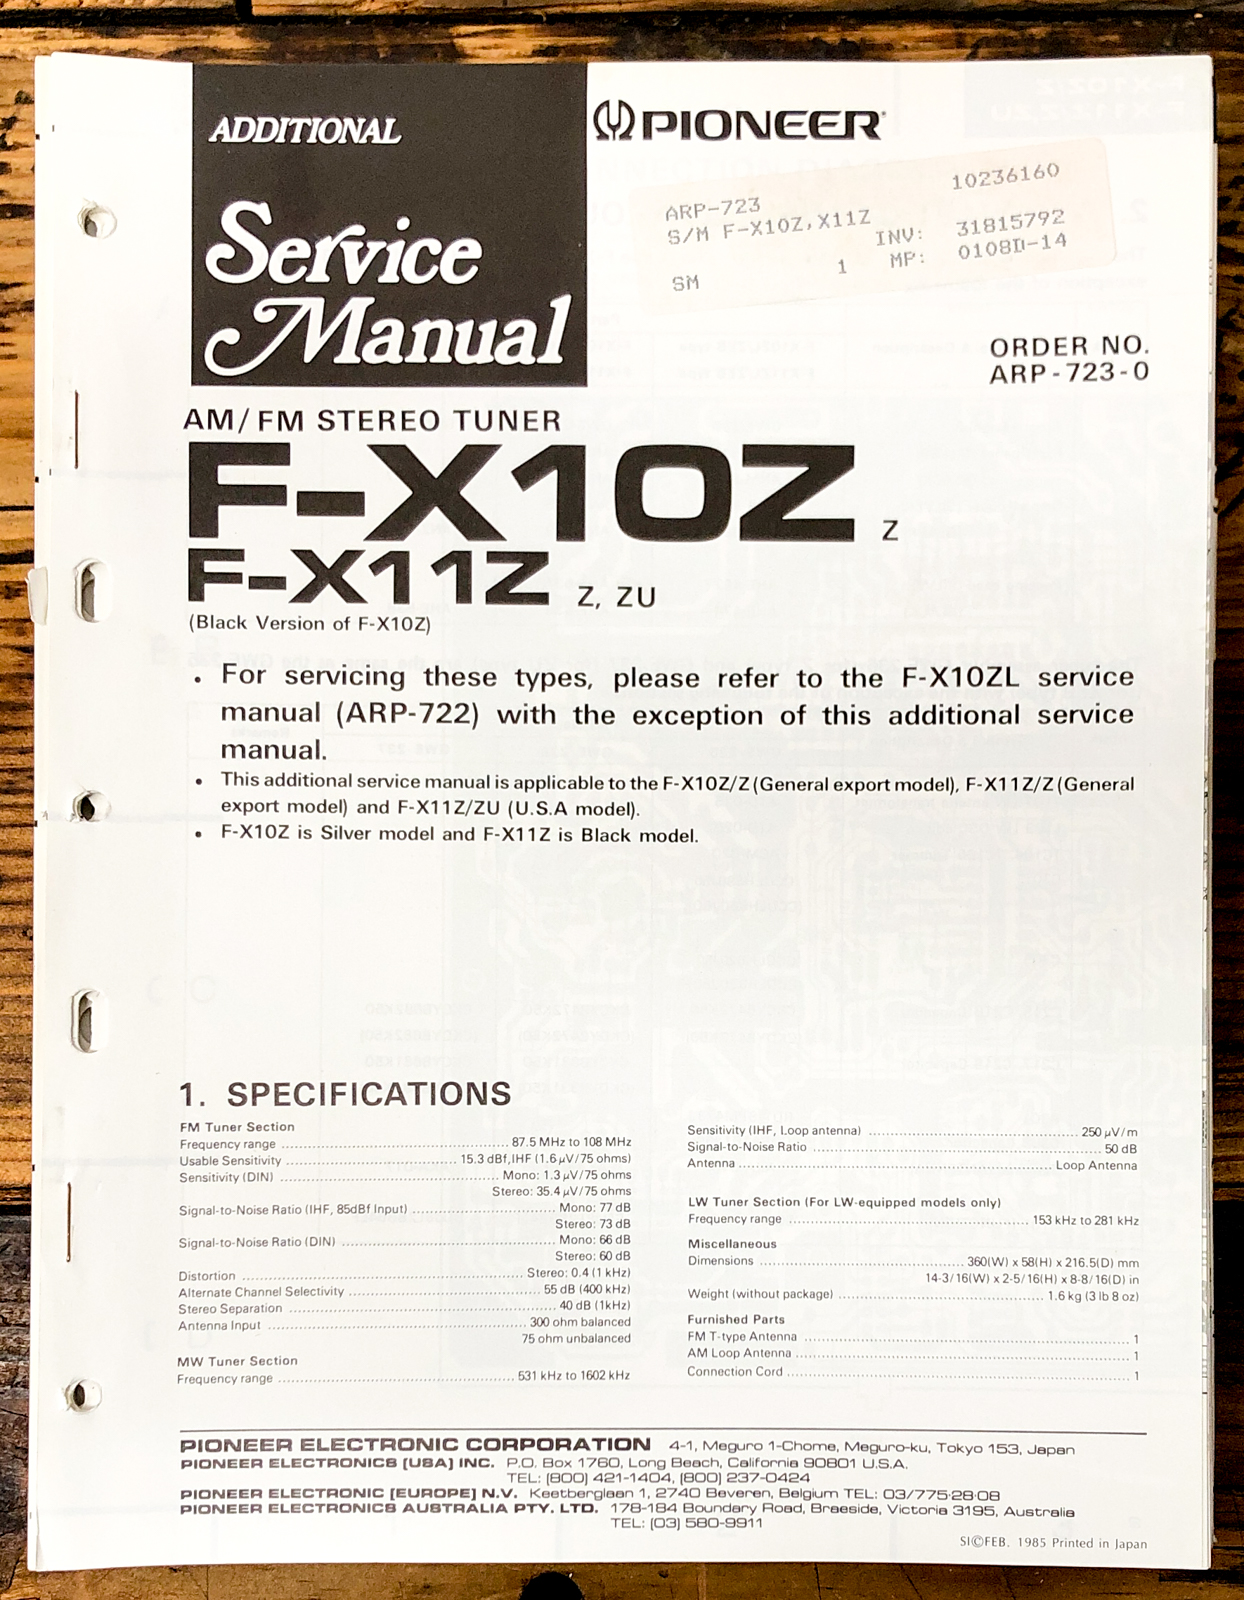 ADDITIONAL
Service
Manual
PIONEER
10236160
ARP-723
S/M F-X10Z,X11Z
INV: 31815792
SM 1 MP: 0108D-14
ORDER NO.
ARP-723-0
AM/FM STEREO TUNER
F-X10Z Z
F-X11Z Z, ZU
(Black Version of F-X10Z)
• For servicing these types, please refer to the F-X10ZL service
manual (ARP-722) with the exception of this additional service
manual.
• This additional service manual is applicable to the F-X10Z/Z (General export model), F-X11Z/Z (General
export model) and F-X11Z/ZU (U.S.A model).
• F-X10Z is Silver model and F-X11Z is Black model.
1. SPECIFICATIONS
FM Tuner Section
Frequency range ........ 87.5 MHz to 108 MHz
Usable Sensitivity ........ 15.3 dBf, IHF (1.6 μV/75 ohms)
Sensitivity (DIN) ........ Mono: 1.3 μV/75 ohms
Stereo: 35.4 μV/75 ohms
Signal-to-Noise Ratio (IHF, 85dBf Input) ........ Mono: 77 dB
Stereo: 73 dB
Signal-to-Noise Ratio (DIN) ........ Mono: 66 dB
Stereo: 60 dB
Distortion ........ Stereo: 0.4 (1 kHz)
Alternate Channel Selectivity ........ 55 dB (400 kHz)
Stereo Separation ........ 40 dB (1kHz)
Antenna Input ........ 300 ohm balanced
75 ohm unbalanced
MW Tuner Section
Frequency range ........ 531 kHz to 1602 kHz
Sensitivity (IHF, Loop antenna) ........ 250 μV/m
Signal-to-Noise Ratio ........ 50 dB
Antenna ........ Loop Antenna
LW Tuner Section (For LW-equipped models only)
Frequency range ........ 153 kHz to 281 kHz
Miscellaneous
Dimensions ........ 360(W) x 58(H) x 216.5(D) mm
14-3/16(W) x 2-5/16(H) x 8-8/16(D) in
Weight (without package) ........ 1.6 kg (3 lb 8 oz)
Furnished Parts
FM T-type Antenna ........ 1
AM Loop Antenna ........ 1
Connection Cord ........ 1
PIONEER ELECTRONIC CORPORATION 4-1, Meguro 1-Chome, Meguro-ku, Tokyo 153, Japan
PIONEER ELECTRONICS [USA] INC. P.O. Box 1760, Long Beach, California 90801 U.S.A.
TEL: (800) 421-1404, (800) 237-0424
PIONEER ELECTRONIC [EUROPE] N.V. Keetberglaan 1, 2740 Beveren, Belgium TEL: 03/775·28·08
PIONEER ELECTRONICS AUSTRALIA PTY. LTD. 178-184 Boundary Road, Braeside, Victoria 3195, Australia
TEL: (03) 580-9911
SI©FEB. 1985 Printed in Japan